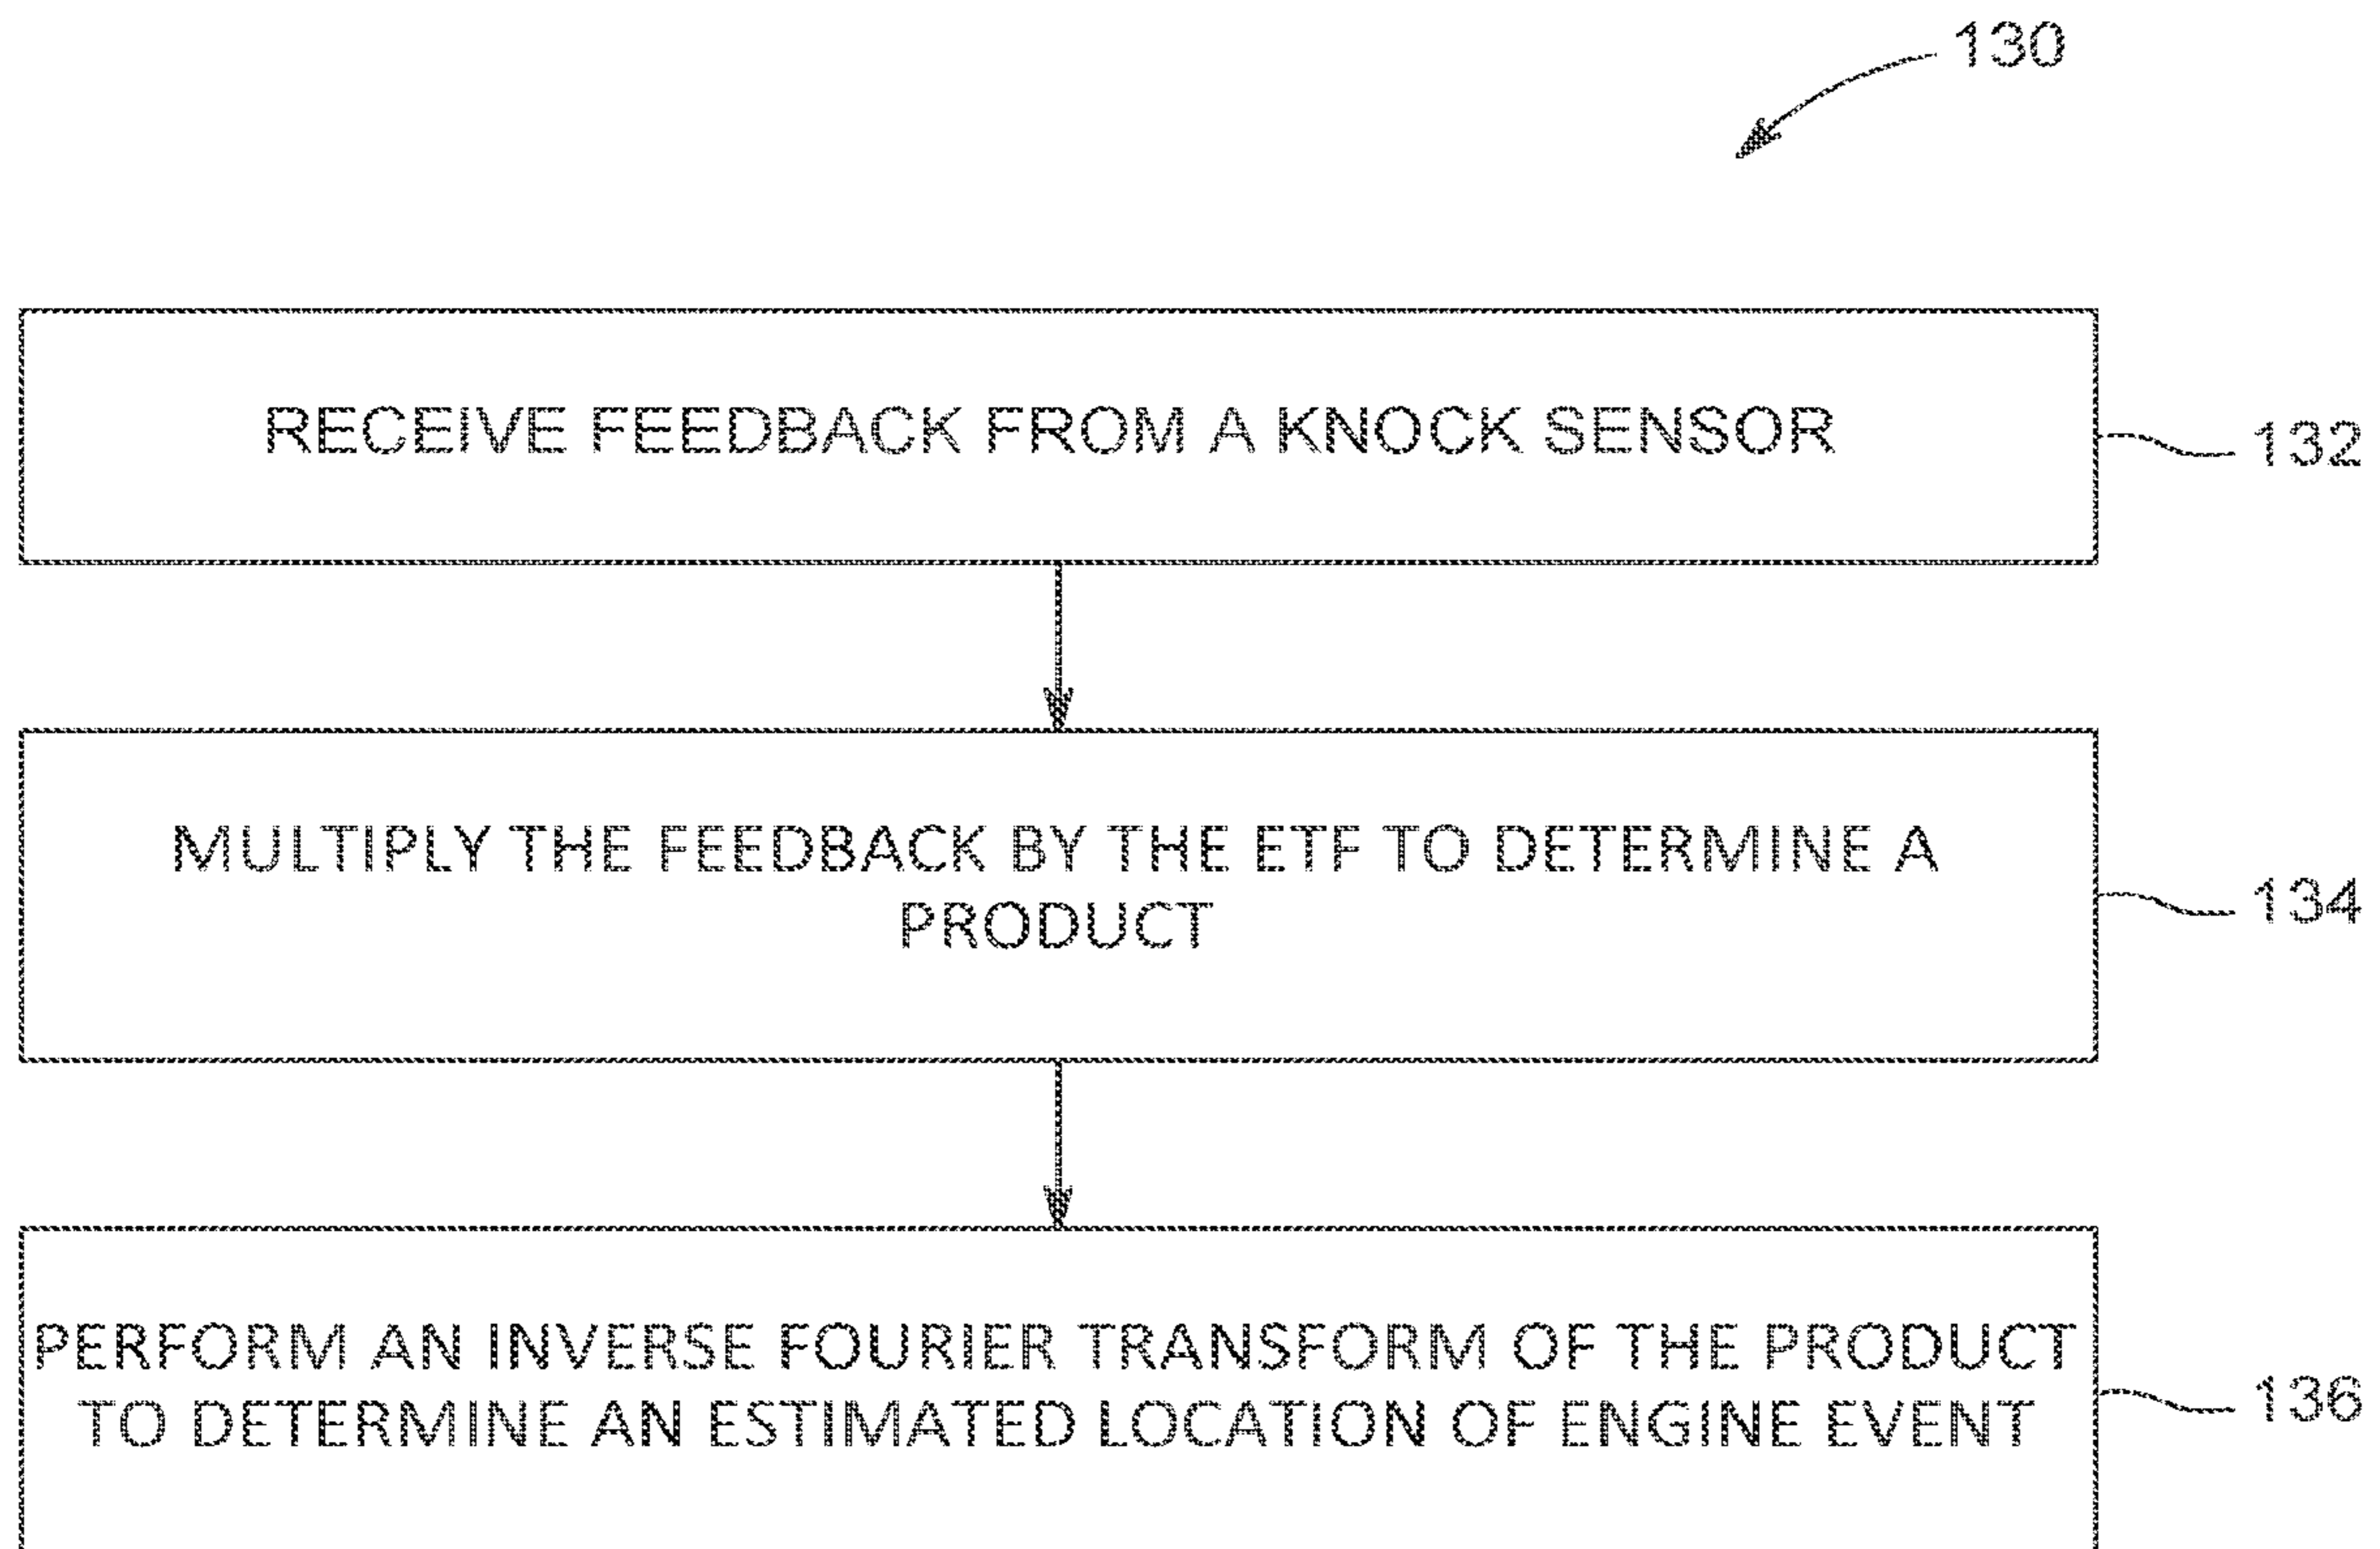 130
RECEIVE FEEDBACK FROM A KNOCK SENSOR
132
MULTIPLY THE FEEDBACK BY THE ETF TO DETERMINE A
PRODUCT
134
PERFORM AN INVERSE FOURIER TRANSFORM OF THE PRODUCT
TO DETERMINE AN ESTIMATED LOCATION OF ENGINE EVENT
136